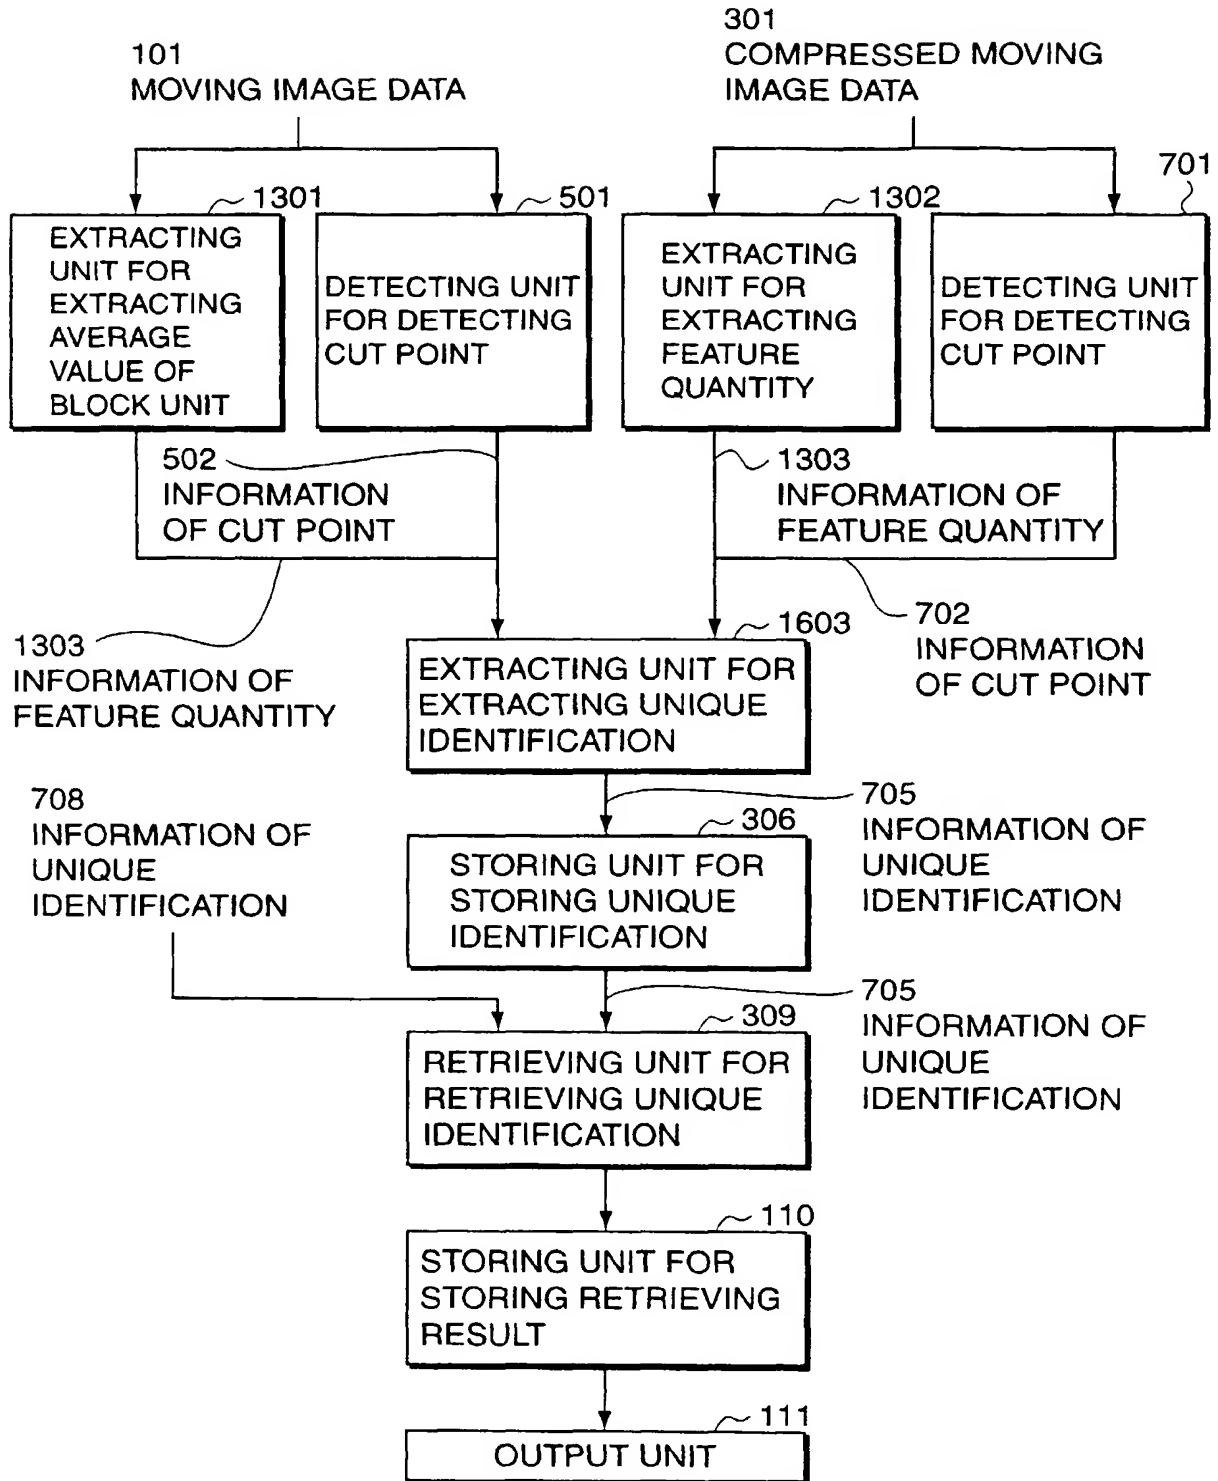 101
MOVING IMAGE DATA
301
COMPRESSED MOVING
IMAGE DATA
1301
EXTRACTING
UNIT FOR
EXTRACTING
AVERAGE
VALUE OF
BLOCK UNIT
501
DETECTING UNIT
FOR DETECTING
CUT POINT
1302
EXTRACTING
UNIT FOR
EXTRACTING
FEATURE
QUANTITY
701
DETECTING UNIT
FOR DETECTING
CUT POINT
502
INFORMATION
OF CUT POINT
1303
INFORMATION OF
FEATURE QUANTITY
1303
INFORMATION OF
FEATURE QUANTITY
702
INFORMATION
OF CUT POINT
1603
EXTRACTING UNIT FOR
EXTRACTING UNIQUE
IDENTIFICATION
708
INFORMATION OF
UNIQUE
IDENTIFICATION
705
INFORMATION OF
UNIQUE
IDENTIFICATION
306
STORING UNIT FOR
STORING UNIQUE
IDENTIFICATION
705
INFORMATION OF
UNIQUE
IDENTIFICATION
309
RETRIEVING UNIT FOR
RETRIEVING UNIQUE
IDENTIFICATION
110
STORING UNIT FOR
STORING RETRIEVING
RESULT
111
OUTPUT UNIT